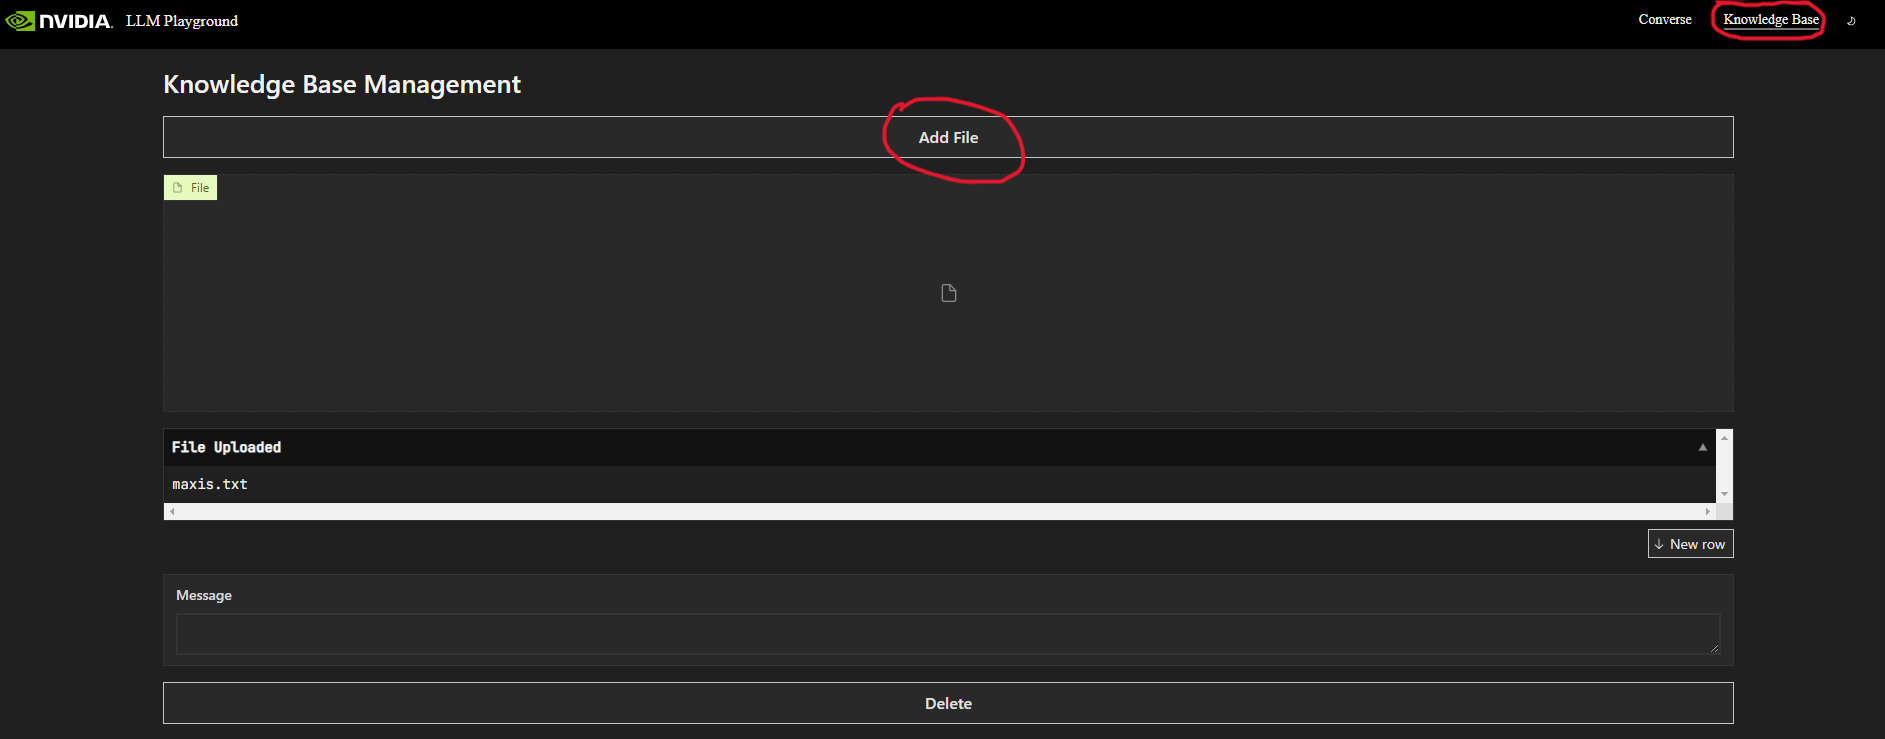 NVIDIA. LLM Playground Converse Knowledge Base
Knowledge Base Management
Add File
File
File Uploaded
maxis.txt
New row
Message
Delete